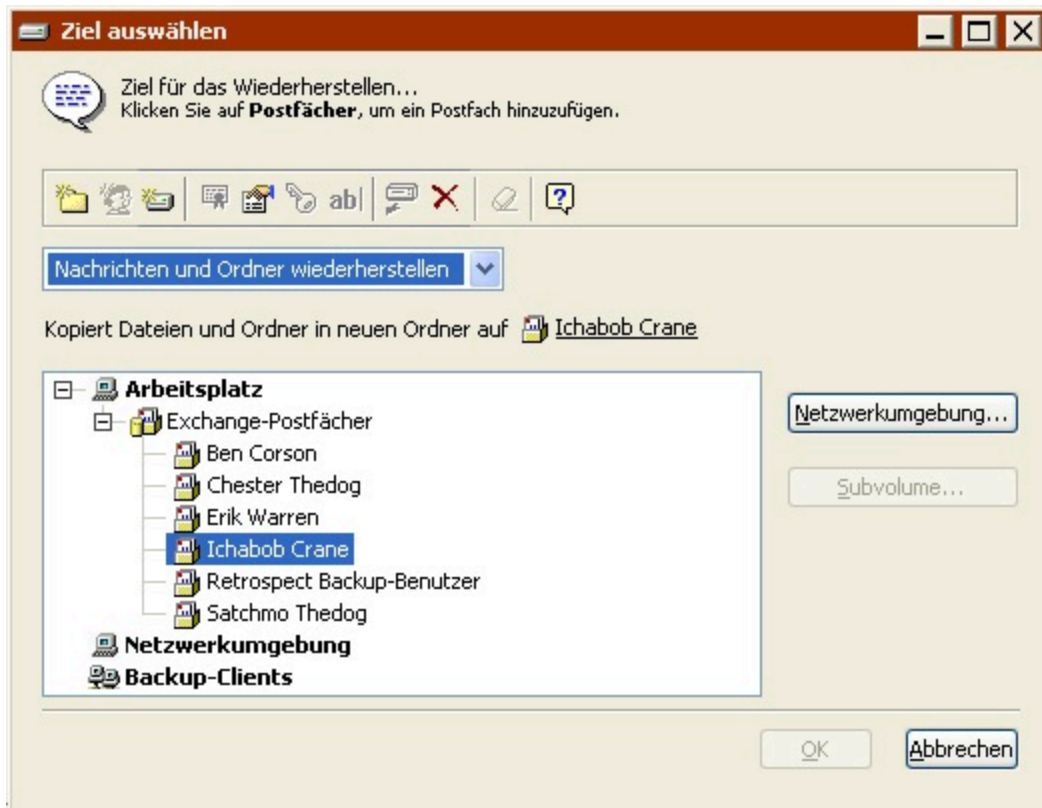 Ziel auswählen
Ziel für das Wiederherstellen...
Klicken Sie auf Postfächer, um ein Postfach hinzuzufügen.
ab|
Nachrichten und Ordner wiederherstellen
Kopiert Dateien und Ordner in neuen Ordner auf Ichabob Crane
Arbeitsplatz
Exchange-Postfächer
Ben Corson
Chester Thedog
Erik Warren
Ichabob Crane
Retrospect Backup-Benutzer
Satchmo Thedog
Netzwerkumgebung
Backup-Clients
Netzwerkumgebung...
Subvolume...
OK
Abbrechen